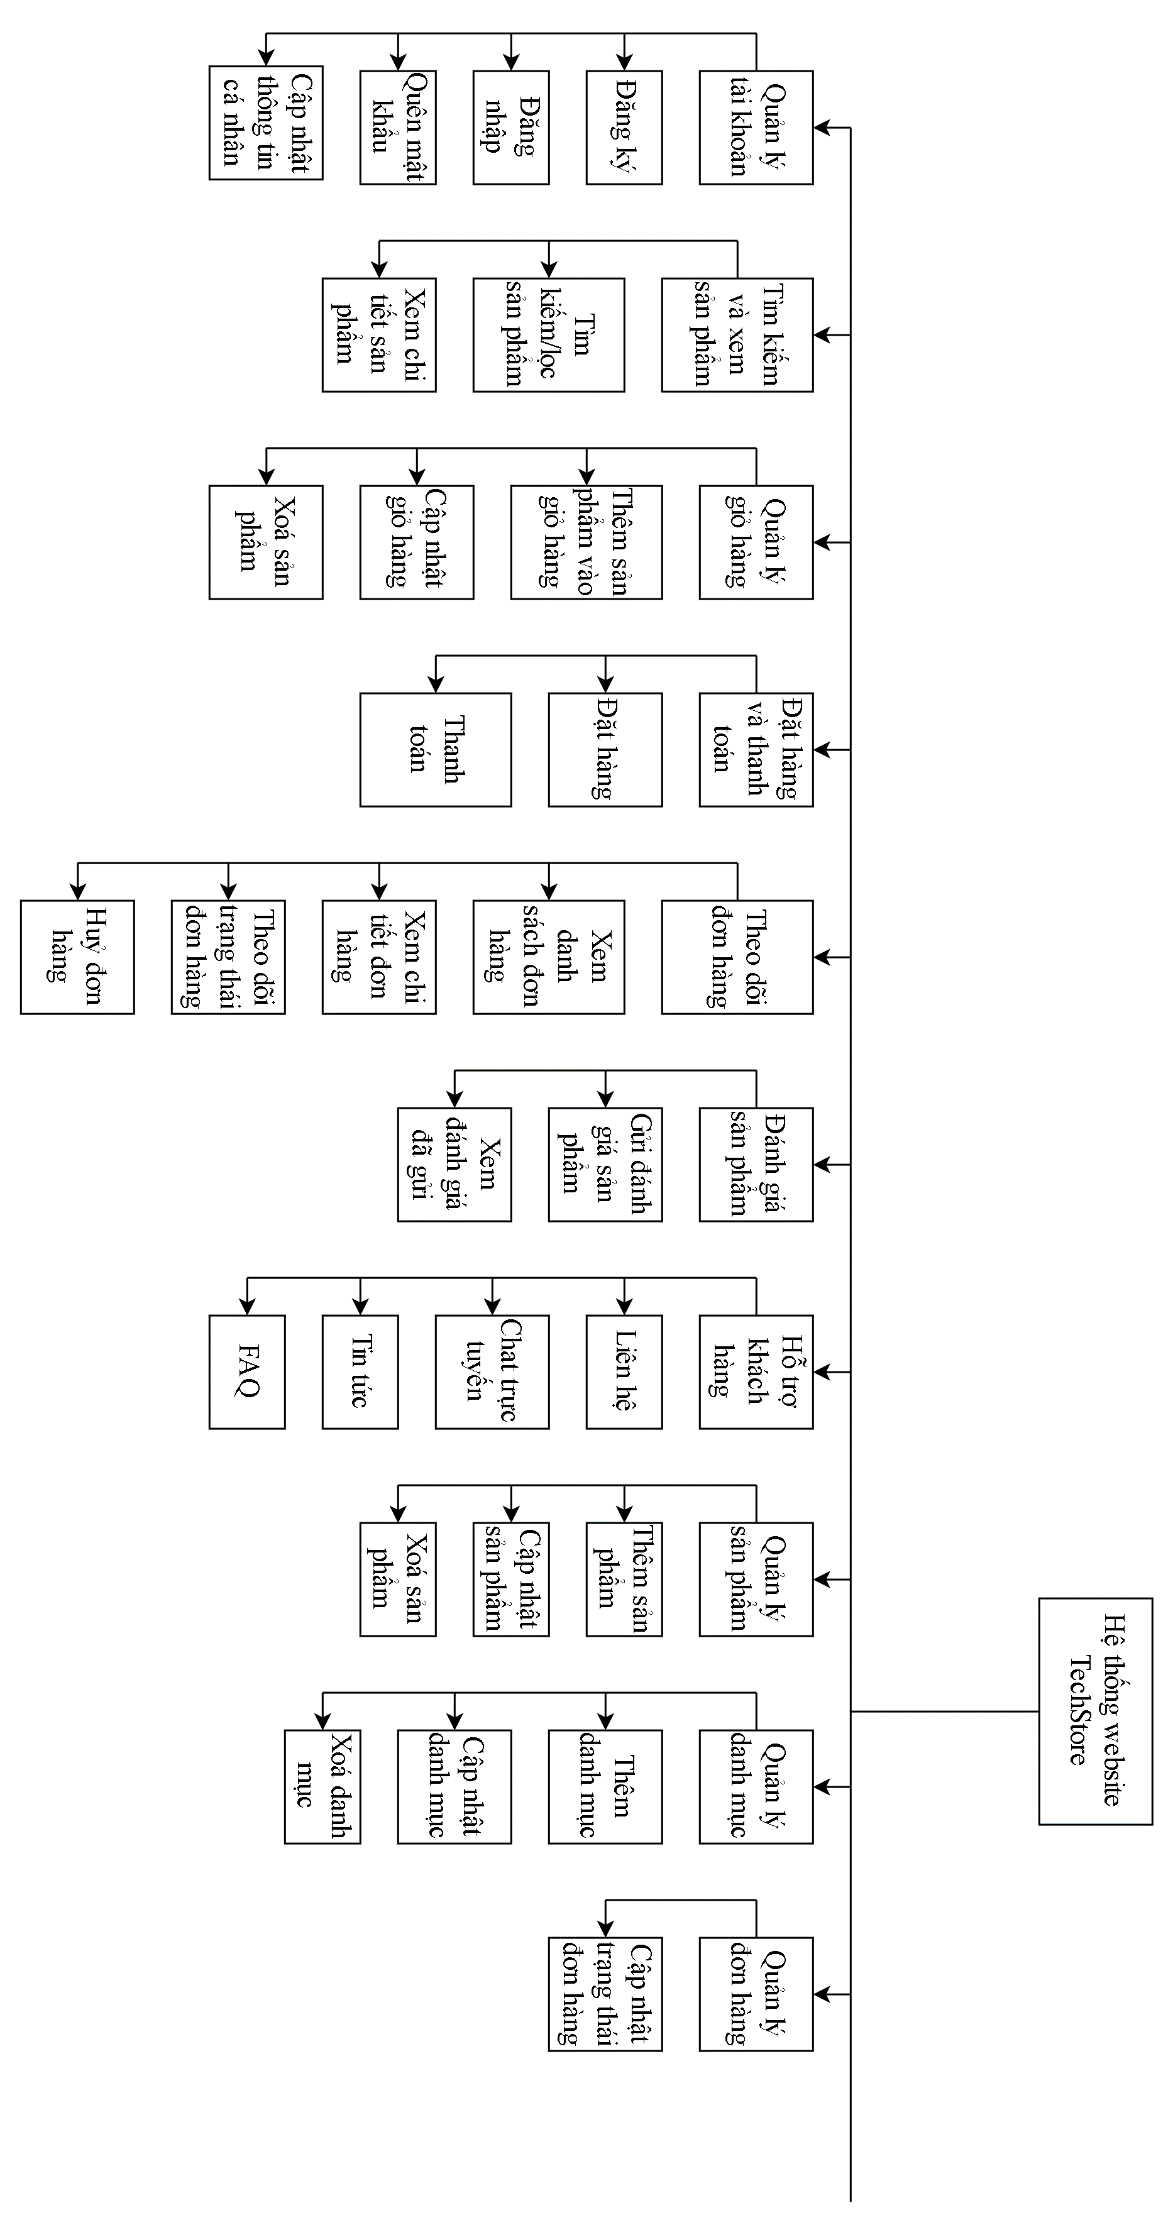 Hệ thống website
TechStore
Quản lý
tài khoản
Đăng ký
Đăng
nhập
Quên mật
khẩu
Cập nhật
thông tin
cá nhân
Tìm kiếm
và xem
sản phẩm
Tìm
kiếm/lọc
sản phẩm
Xem chi
tiết sản
phẩm
Quản lý
giỏ hàng
Thêm sản
phẩm vào
giỏ hàng
Cập nhật
giỏ hàng
Xoá sản
phẩm
Đặt hàng
và thanh
toán
Đặt hàng
Thanh
toán
Theo dõi
đơn hàng
Xem
danh
sách đơn
hàng
Xem chi
tiết đơn
hàng
Theo dõi
trạng thái
đơn hàng
Huỷ đơn
hàng
Đánh giá
sản phẩm
Gửi đánh
giá sản
phẩm
Xem
đánh giá
đã gửi
Hỗ trợ
khách
hàng
Liên hệ
Chat trực
tuyến
Tin tức
FAQ
Quản lý
sản phẩm
Thêm sản
phẩm
Cập nhật
sản phẩm
Xoá sản
phẩm
Quản lý
danh mục
Thêm
danh mục
Cập nhật
danh mục
Xoá danh
mục
Quản lý
đơn hàng
Cập nhật
trạng thái
đơn hàng